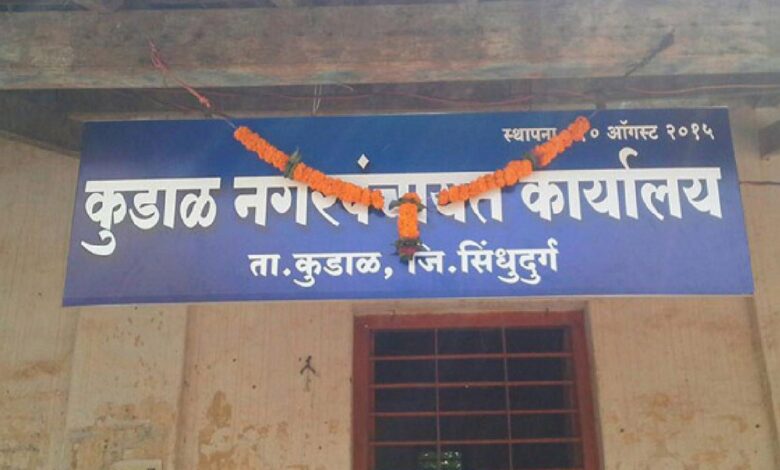 स्थापना ऑगस्ट २०१५
कुडाळ नगरपंचायत कार्यालय
ता.कुडाळ, जि.सिंधुदुर्ग